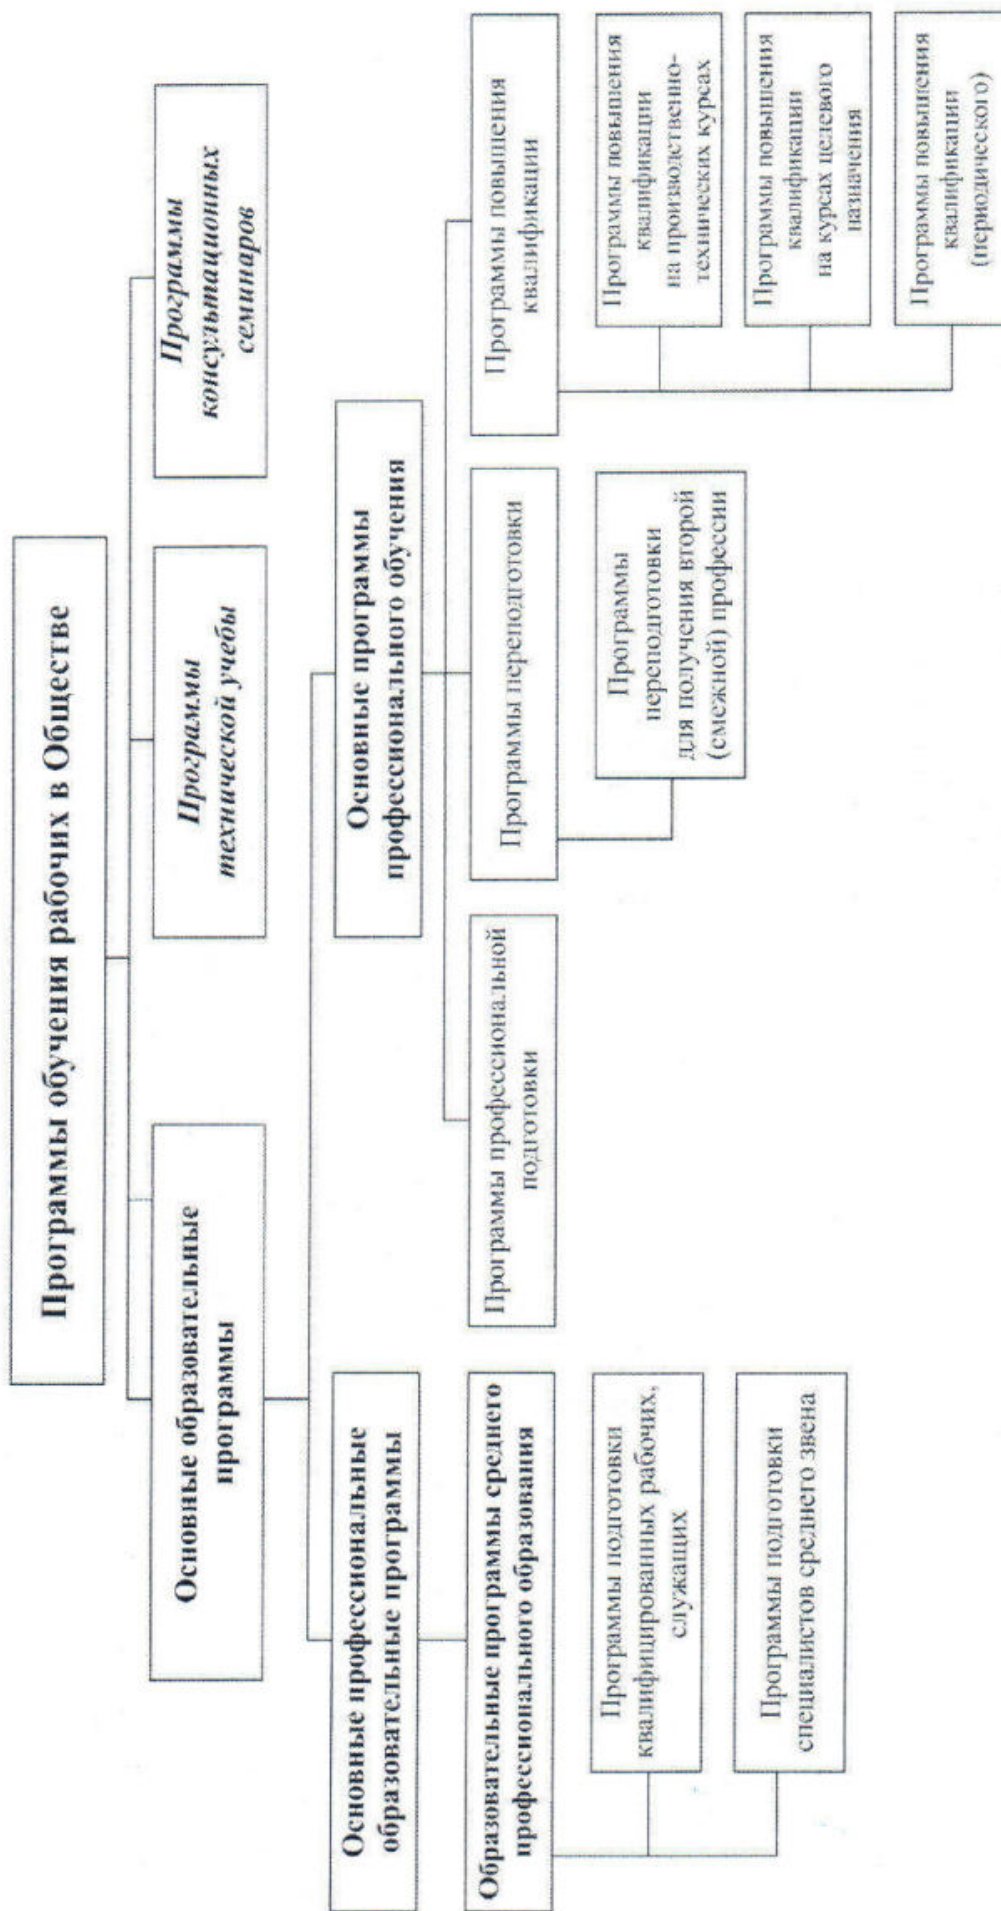 Программы обучения рабочих в Обществе
Основные образовательные
программы
Программы
технической учебы
Программы
консультационных
семинаров
Основные профессиональные
образовательные программы
Основные программы
профессионального обучения
Образовательные программы среднего
профессионального образования
Программы профессиональной
подготовки
Программы переподготовки
Программы повышения
квалификации
Программы подготовки
квалифицированных рабочих,
служащих
Программы подготовки
специалистов среднего звена
Программы
переподготовки
для получения второй
(смежной) профессии
Программы повышения
квалификации
на производственно-
технических курсах
Программы повышения
квалификации
на курсах целевого
назначения
Программы повышения
квалификации
(периодического)